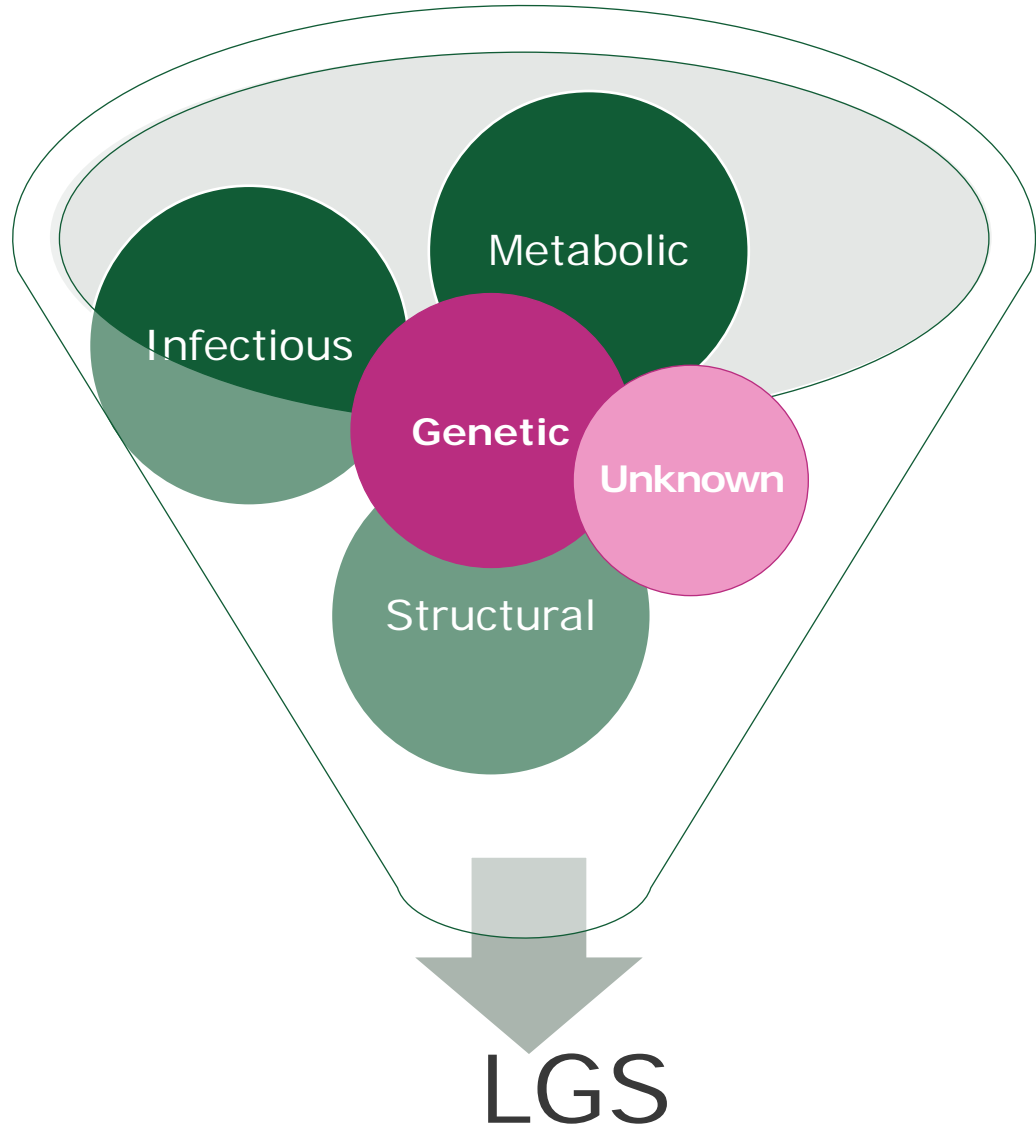 Metabolic
Infectious
Genetic
Unknown
Structural
LGS